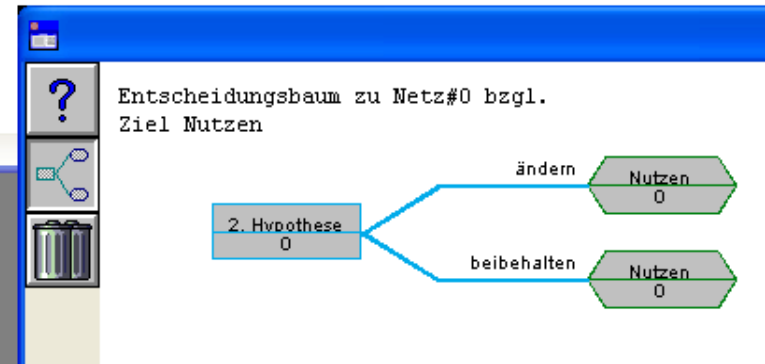 ?
Entscheidungsbaum zu Netz#0 bzgl.
Ziel Nutzen
ändern
Nutzen
0
2. Hypothese
0
beibehalten
Nutzen
0